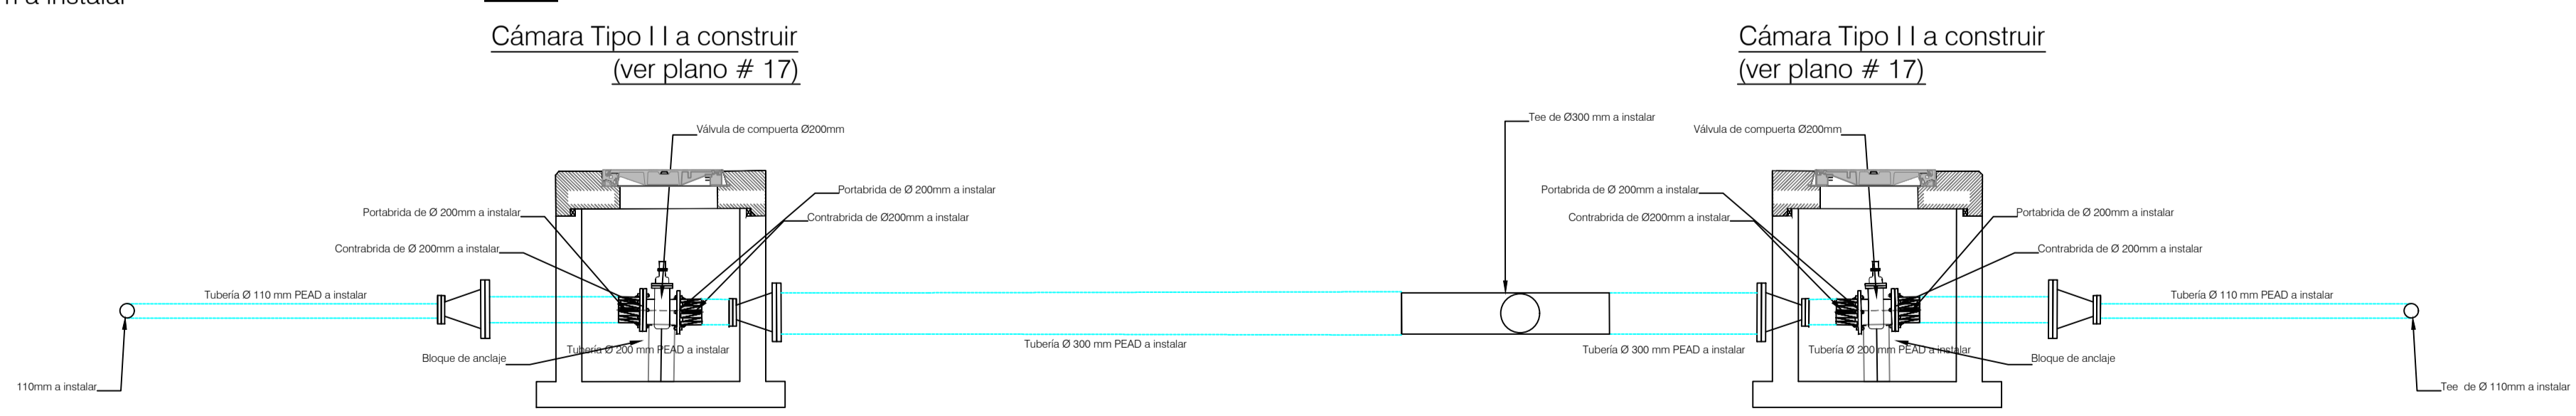 a instalar
Cámara Tipo I I a construir
(ver plano # 17)
Cámara Tipo I I a construir
(ver plano # 17)
Válvula de compuerta Ø200mm
Portabrida de Ø 200mm a instalar
Contrabrida de Ø200mm a instalar
Portabrida de Ø 200mm a instalar
Contrabrida de Ø 200mm a instalar
Tubería Ø 110 mm PEAD a instalar
Bloque de anclaje
Tubería Ø 200 mm PEAD a instalar
110mm a instalar
Tubería Ø 300 mm PEAD a instalar
Tee de Ø300 mm a instalar
Válvula de compuerta Ø200mm
Portabrida de Ø 200mm a instalar
Contrabrida de Ø200mm a instalar
Portabrida de Ø 200mm a instalar
Contrabrida de Ø 200mm a instalar
Tubería Ø 110 mm PEAD a instalar
Tubería Ø 300 mm PEAD a instalar
Tubería Ø 200 mm PEAD a instalar
Bloque de anclaje
Tee de Ø 110mm a instalar